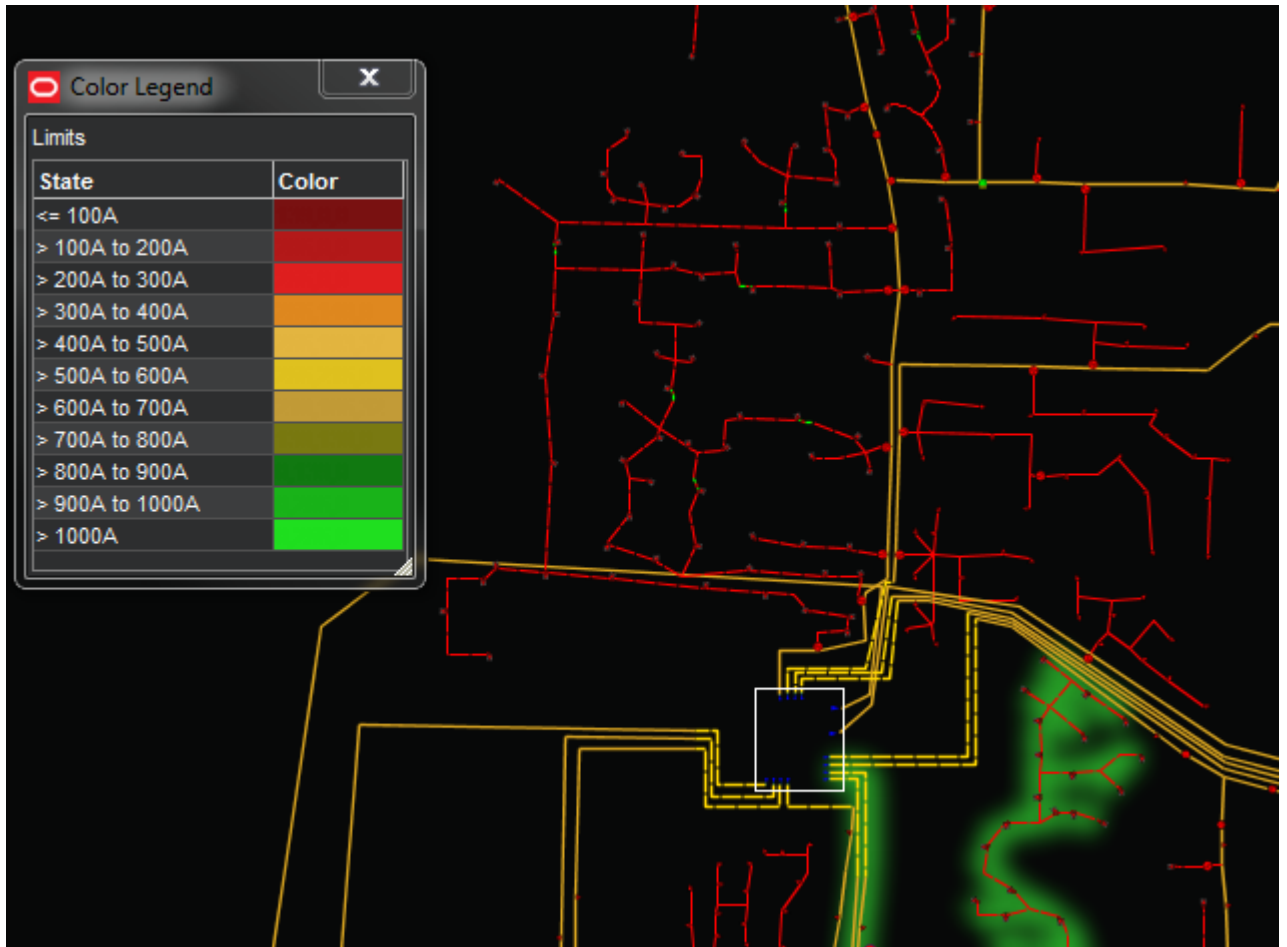 Color Legend
X
Limits
State Color
<= 100A
> 100A to 200A
> 200A to 300A
> 300A to 400A
> 400A to 500A
> 500A to 600A
> 600A to 700A
> 700A to 800A
> 800A to 900A
> 900A to 1000A
> 1000A